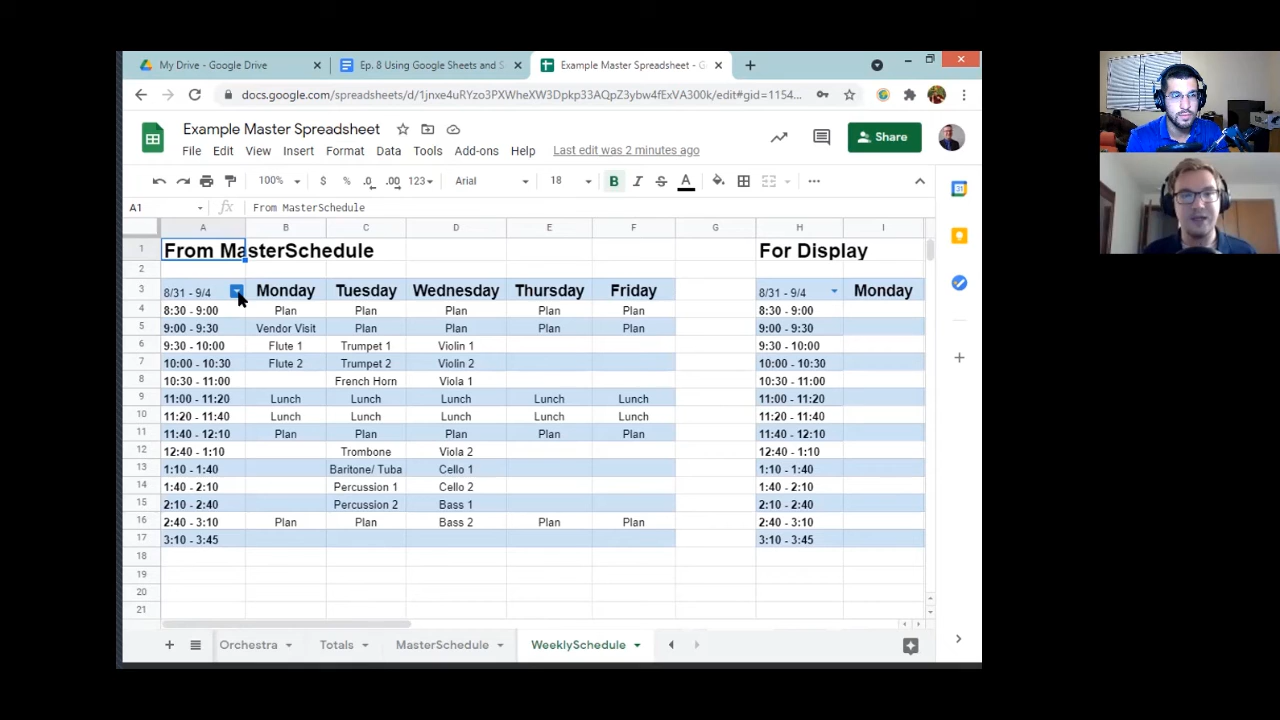 My Drive - Google Drive
Ep. 8 Using Google Sheets and S
Example Master Spreadsheet - G
Example Master Spreadsheet
File Edit View Insert Format Data Tools Add-ons Help Last edit was 2 minutes ago
Share
100% $ % .0 .00 123 Arial 18 B I S A
A1 fx From MasterSchedule
A B C D E F G H I
1 From MasterSchedule For Display
2
3 8/31 - 9/4 Monday Tuesday Wednesday Thursday Friday 8/31 - 9/4 Monday
4 8:30 - 9:00 Plan Plan Plan Plan Plan 8:30 - 9:00
5 9:00 - 9:30 Vendor Visit Plan Plan Plan Plan 9:00 - 9:30
6 9:30 - 10:00 Flute 1 Trumpet 1 Violin 1 9:30 - 10:00
7 10:00 - 10:30 Flute 2 Trumpet 2 Violin 2 10:00 - 10:30
8 10:30 - 11:00 French Horn Viola 1 10:30 - 11:00
9 11:00 - 11:20 Lunch Lunch Lunch Lunch Lunch 11:00 - 11:20
10 11:20 - 11:40 Lunch Lunch Lunch Lunch Lunch 11:20 - 11:40
11 11:40 - 12:10 Plan Plan Plan Plan Plan 11:40 - 12:10
12 12:40 - 1:10 Trombone Viola 2 12:40 - 1:10
13 1:10 - 1:40 Baritone/ Tuba Cello 1 1:10 - 1:40
14 1:40 - 2:10 Percussion 1 Cello 2 1:40 - 2:10
15 2:10 - 2:40 Percussion 2 Bass 1 2:10 - 2:40
16 2:40 - 3:10 Plan Plan Bass 2 Plan Plan 2:40 - 3:10
17 3:10 - 3:45 3:10 - 3:45
18
19
20
21
Orchestra Totals MasterSchedule WeeklySchedule